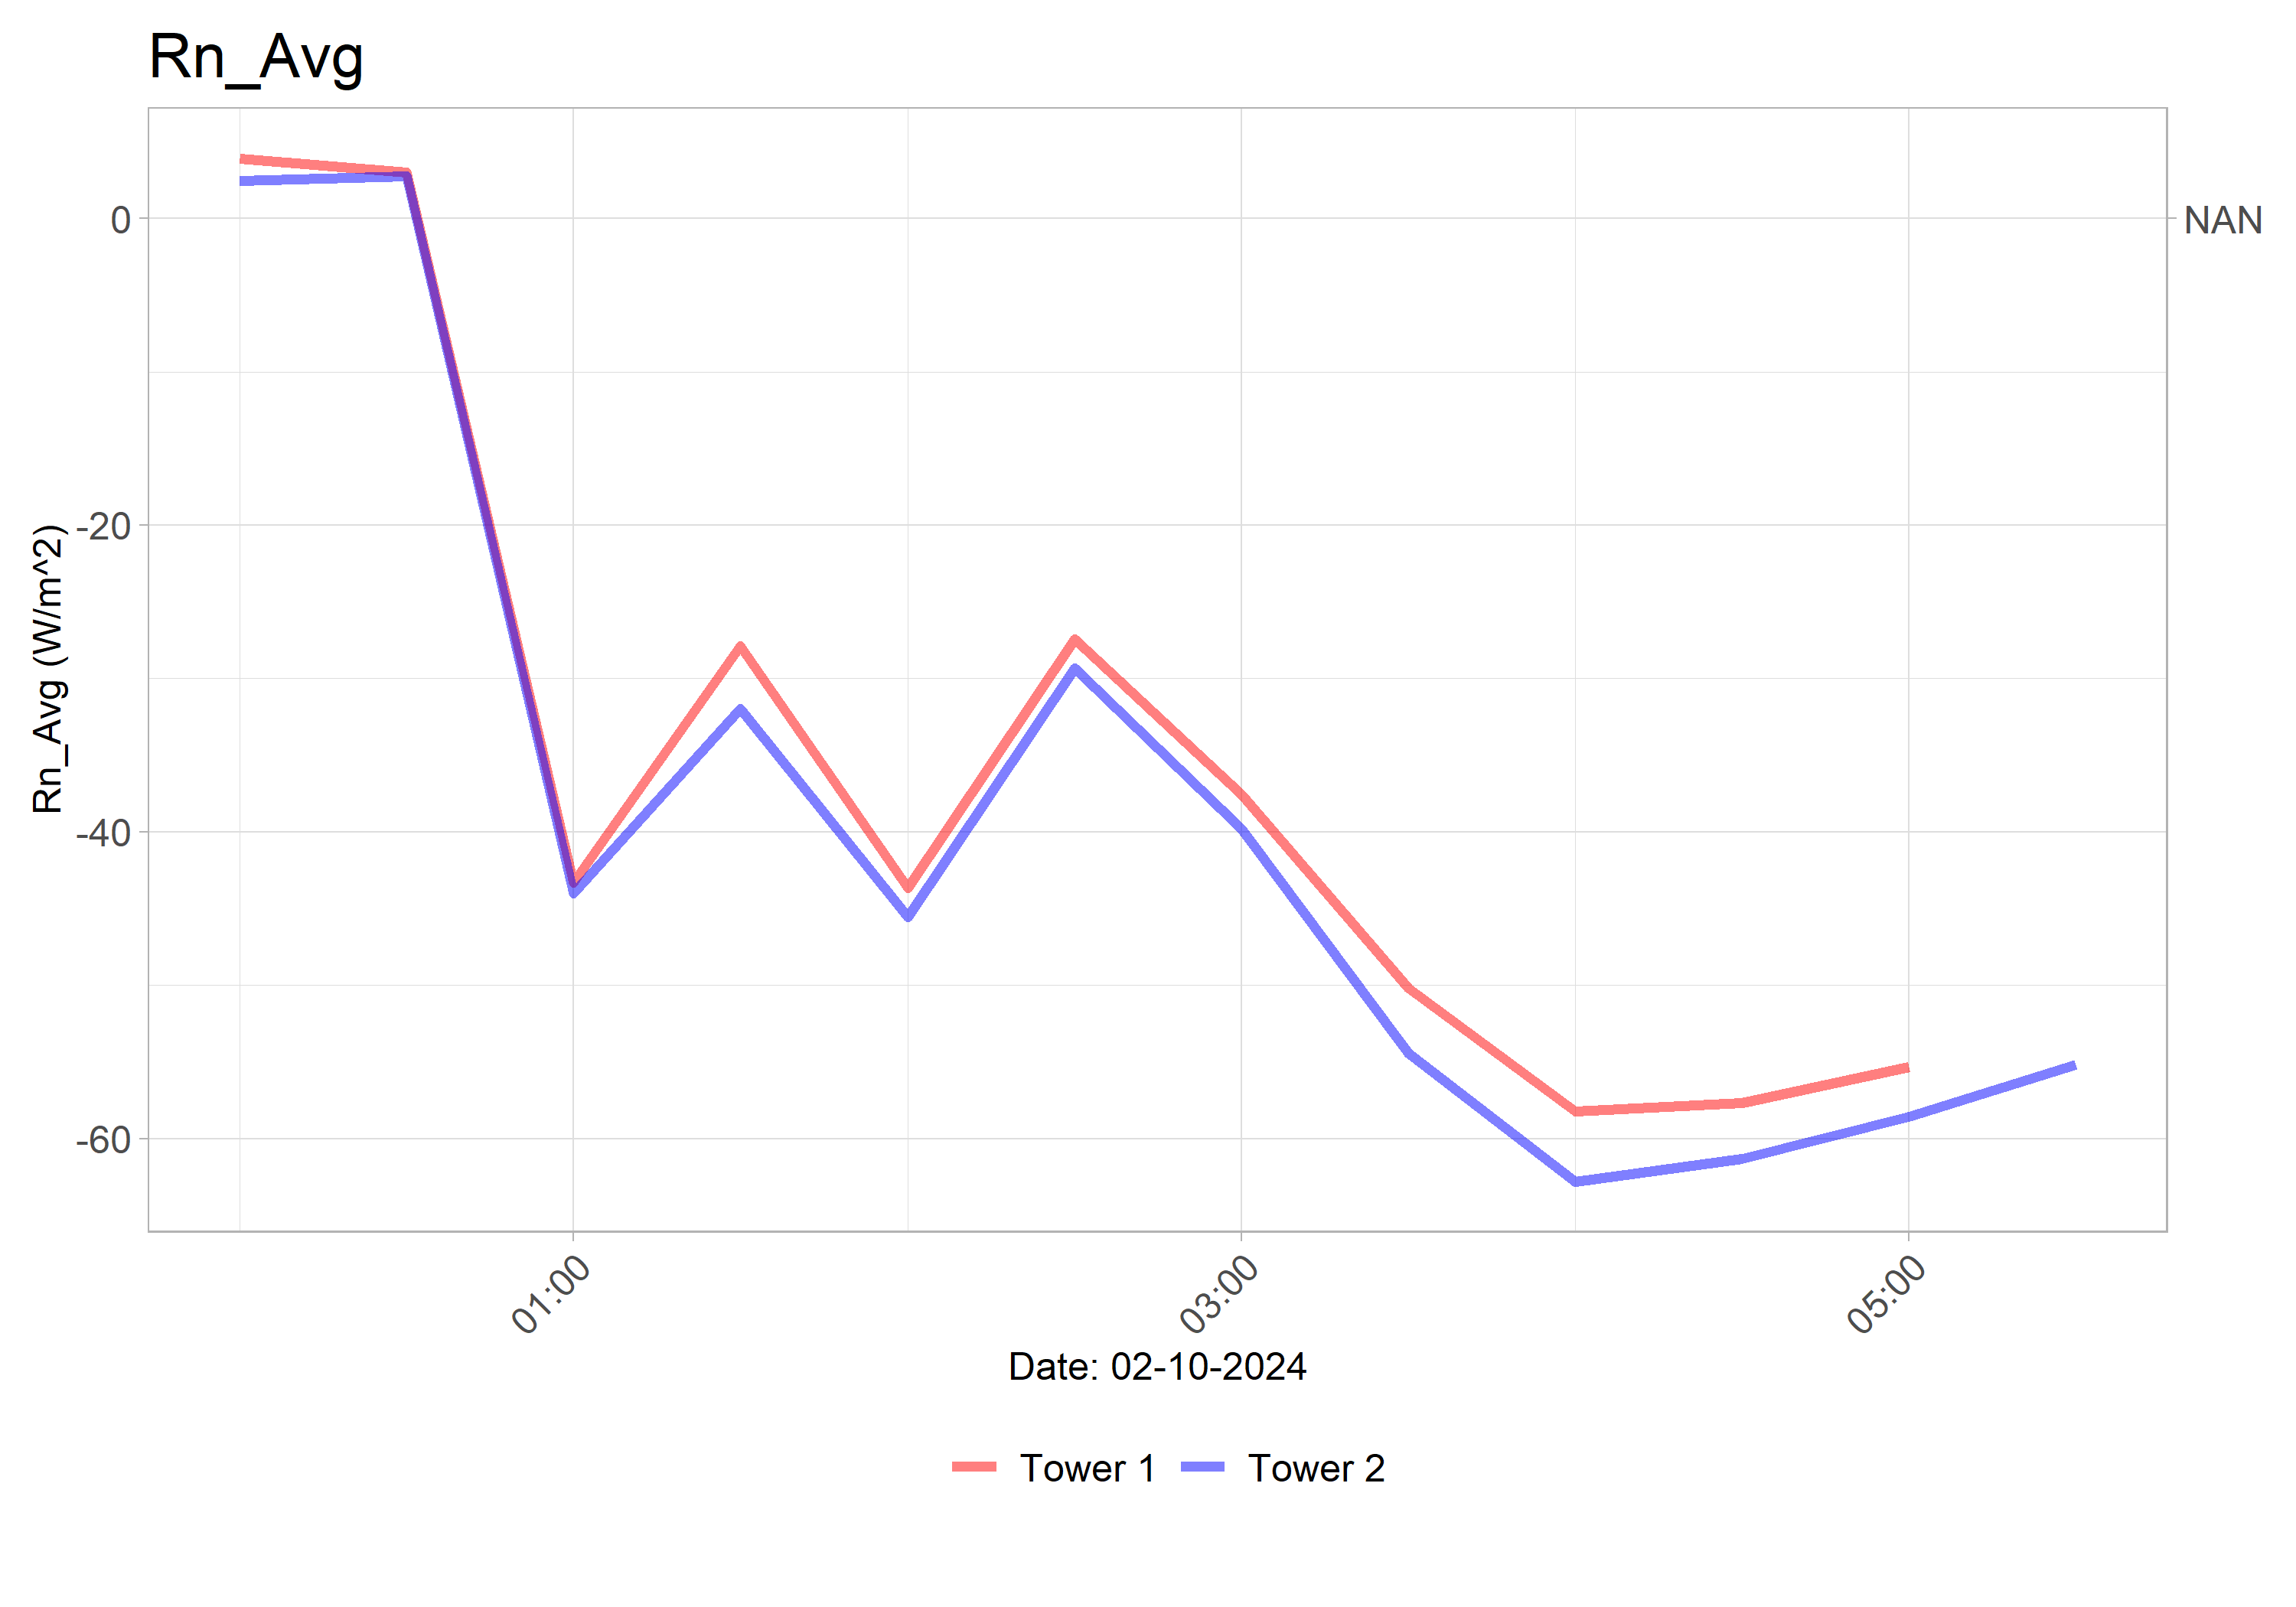 Rn_Avg
0
-20
-40
-60
NAN
Rn_Avg (W/m^2)
01:00
03:00
05:00
Date: 02-10-2024
Tower 1
Tower 2